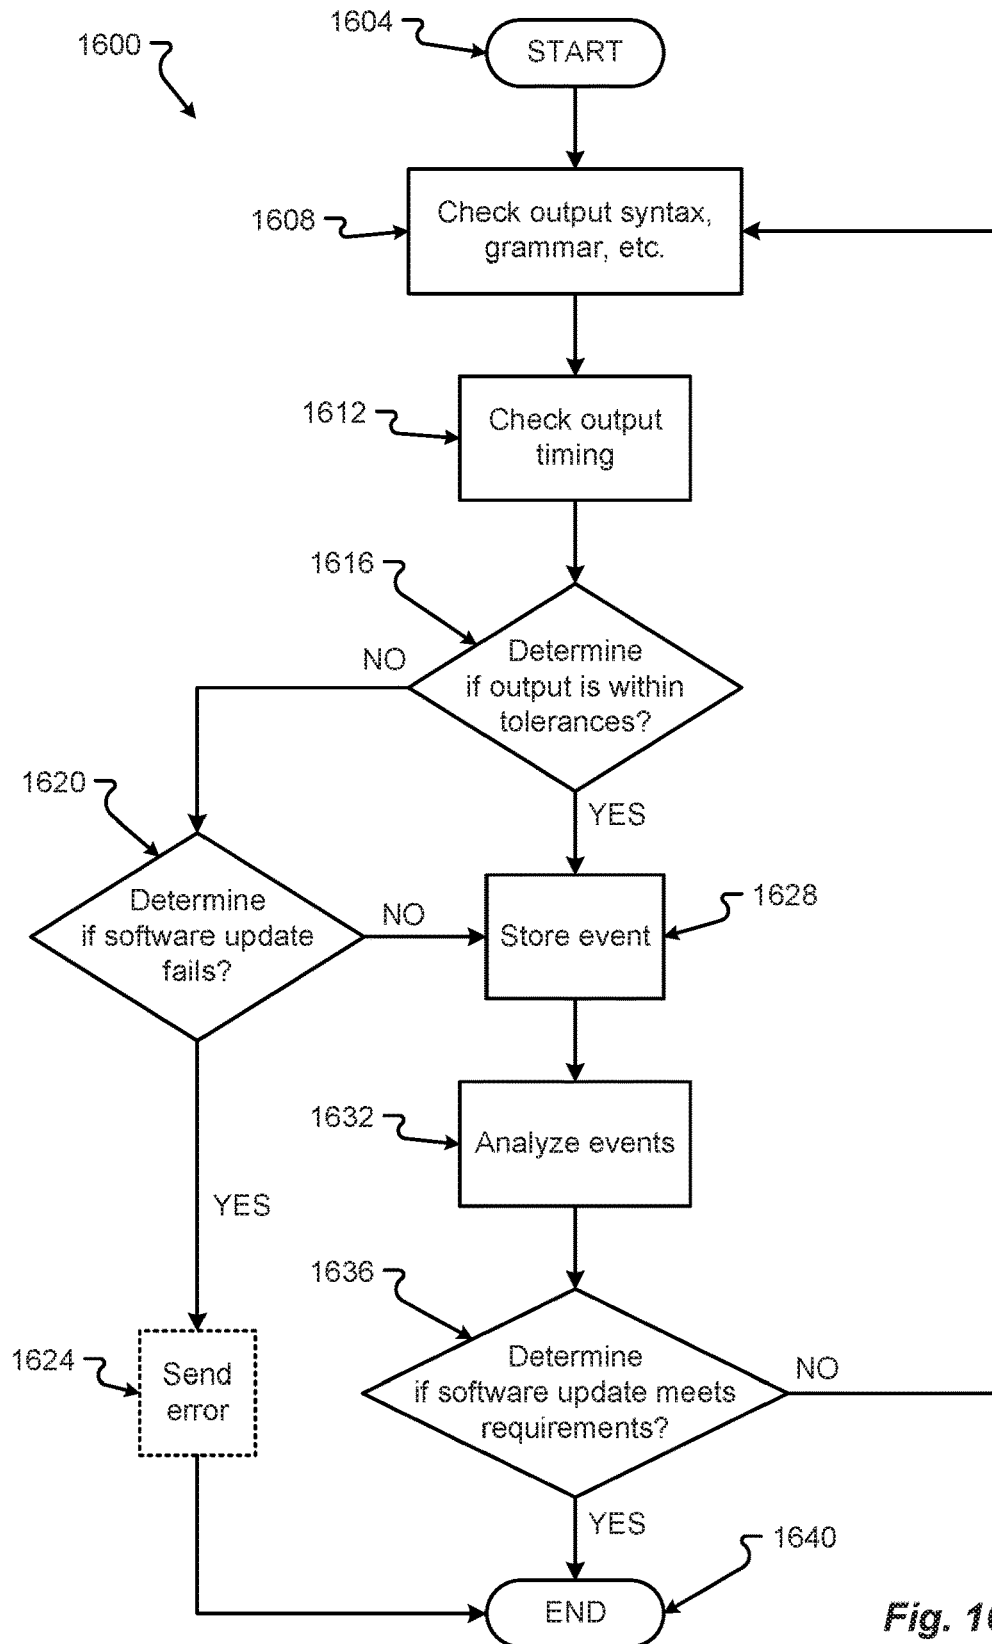 1600
1604
START
1608
Check output syntax,
grammar, etc.
1612
Check output
timing
1616
Determine
if output is within
tolerances?
NO
YES
1620
Determine
if software update
fails?
NO
1628
Store event
1632
Analyze events
YES
1636
Determine
if software update meets
requirements?
NO
1624
Send
error
YES
1640
END
Fig.